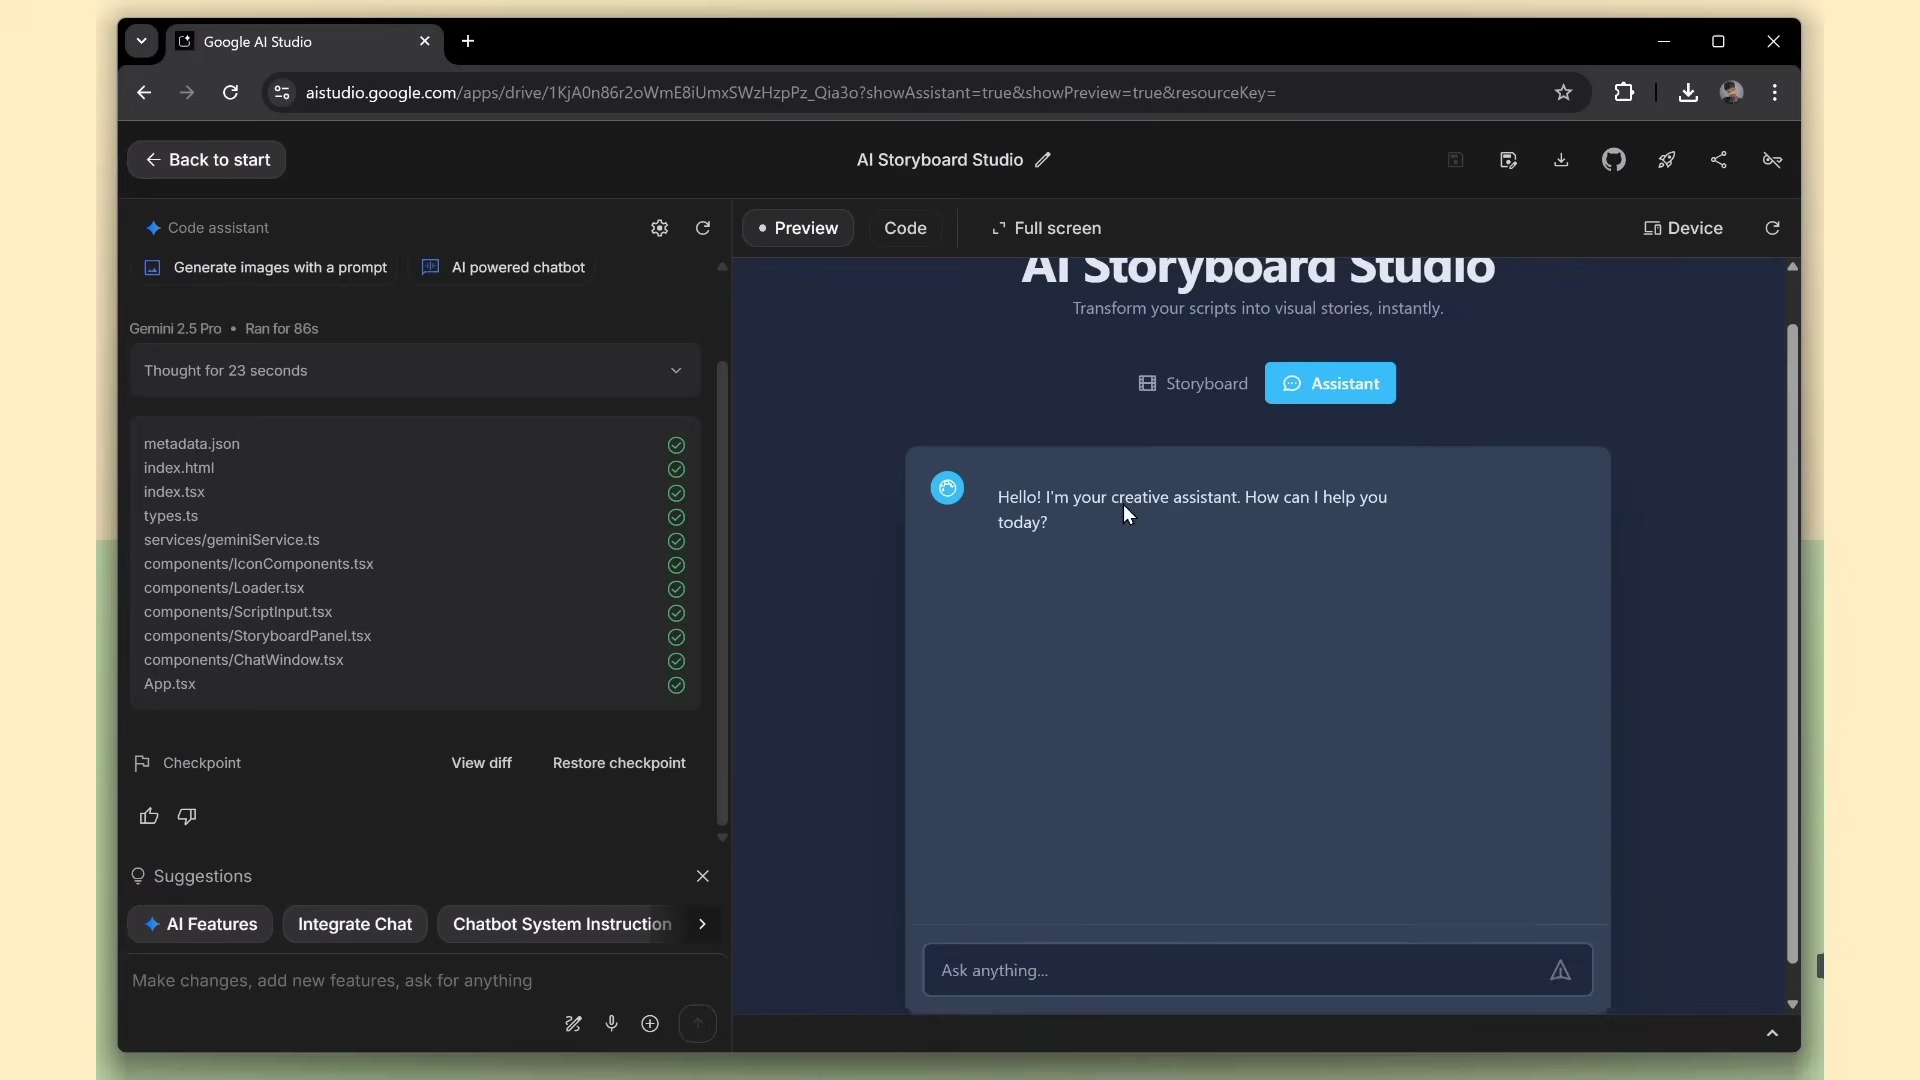 Google AI Studio
aistudio.google.com/apps/drive/1KjA0n86r2oWmE8iUmxSWzHzpPz_Qia3o?showAssistant=true&showPreview=true&resourceKey=
Back to start
AI Storyboard Studio
Code assistant
Generate images with a prompt
AI powered chatbot
Gemini 2.5 Pro • Ran for 86s
Thought for 23 seconds
metadata.json
index.html
index.tsx
types.ts
services/geminiService.ts
components/IconComponents.tsx
components/Loader.tsx
components/ScriptInput.tsx
components/StoryboardPanel.tsx
components/ChatWindow.tsx
App.tsx
Checkpoint
View diff
Restore checkpoint
Suggestions
AI Features
Integrate Chat
Chatbot System Instruction
Make changes, add new features, ask for anything
Preview
Code
Full screen
Device
AI Storyboard Studio
Transform your scripts into visual stories, instantly.
Storyboard
Assistant
Hello! I'm your creative assistant. How can I help you
today?
Ask anything...